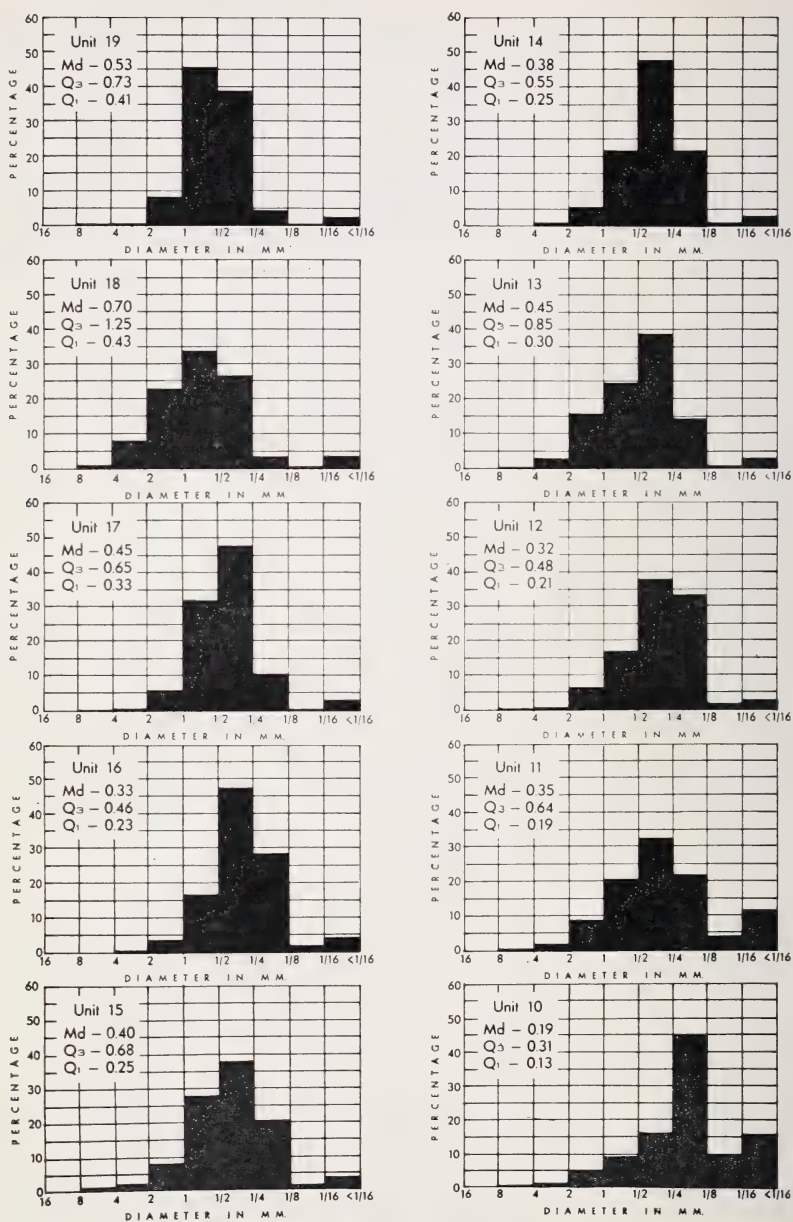 PERCENTAGE
60
50
40
30
20
10
0
Unit 19
Md – 0.53
Q3 – 0.73
Q1 – 0.41
16 8 4 2 1 1/2 1/4 1/8 1/16 <1/16
DIAMETER IN MM.
PERCENTAGE
60
50
40
30
20
10
0
Unit 18
Md – 0.70
Q3 – 1.25
Q1 – 0.43
16 8 4 2 1 1/2 1/4 1/8 1/16 <1/16
DIAMETER IN MM.
PERCENTAGE
60
50
40
30
20
10
0
Unit 17
Md – 0.45
Q3 – 0.65
Q1 – 0.33
16 8 4 2 1 1/2 1/4 1/8 1/16 <1/16
DIAMETER IN MM.
PERCENTAGE
60
50
40
30
20
10
0
Unit 16
Md – 0.33
Q3 – 0.46
Q1 – 0.23
16 8 4 2 1 1/2 1/4 1/8 1/16 <1/16
DIAMETER IN MM.
PERCENTAGE
60
50
40
30
20
10
0
Unit 15
Md – 0.40
Q3 – 0.68
Q1 – 0.25
16 8 4 2 1 1/2 1/4 1/8 1/16 <1/16
DIAMETER IN MM.
PERCENTAGE
60
50
40
30
20
10
0
Unit 14
Md – 0.38
Q3 – 0.55
Q1 – 0.25
16 8 4 2 1 1/2 1/4 1/8 1/16 <1/16
DIAMETER IN MM.
PERCENTAGE
60
50
40
30
20
10
0
Unit 13
Md – 0.45
Q3 – 0.85
Q1 – 0.30
16 8 4 2 1 1/2 1/4 1/8 1/16 <1/16
DIAMETER IN MM.
PERCENTAGE
60
50
40
30
20
10
0
Unit 12
Md – 0.32
Q3 – 0.48
Q1 – 0.21
16 8 4 2 1 1/2 1/4 1/8 1/16 <1/16
DIAMETER IN MM
PERCENTAGE
60
50
40
30
20
10
0
Unit 11
Md – 0.35
Q3 – 0.64
Q1 – 0.19
16 8 4 2 1 1/2 1/4 1/8 1/16 <1/16
DIAMETER IN MM.
PERCENTAGE
60
50
40
30
20
10
0
Unit 10
Md – 0.19
Q3 – 0.31
Q1 – 0.13
16 8 4 2 1 1/2 1/4 1/8 1/16 <1/16
DIAMETER IN MM.